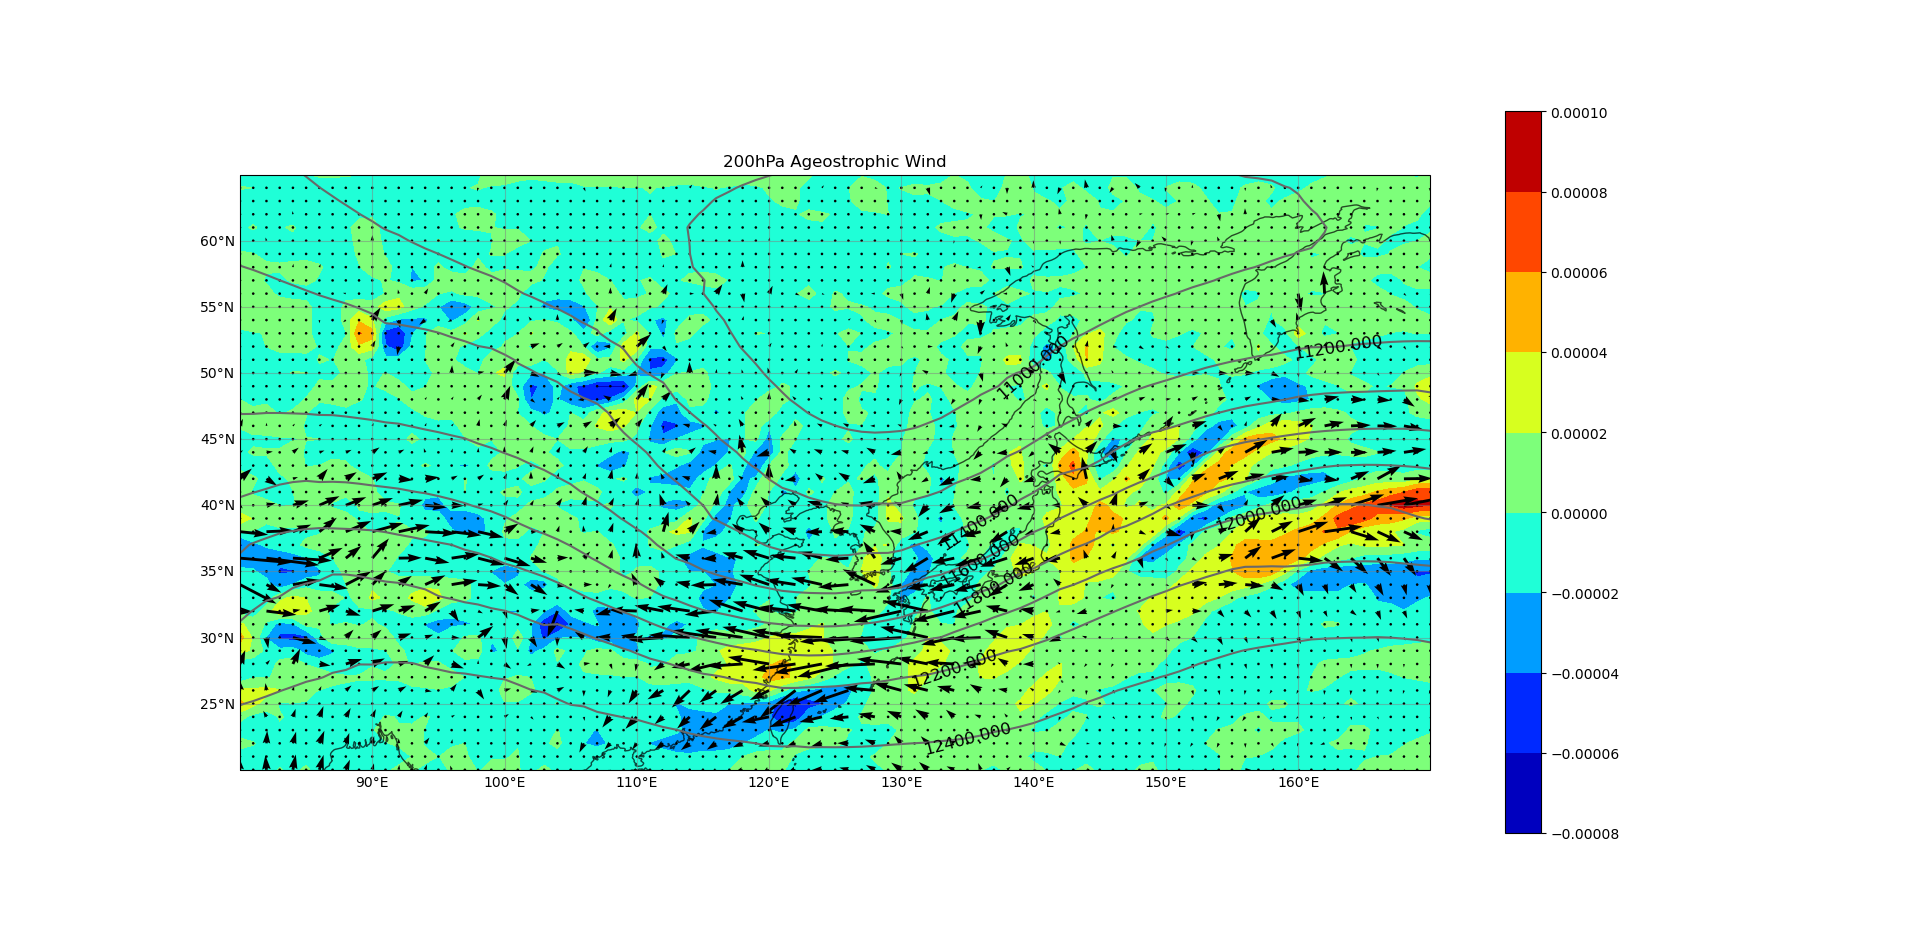 200hPa Ageostrophic Wind
60°N
55°N
50°N
45°N
40°N
35°N
30°N
25°N
90°E
100°E
110°E
120°E
130°E
140°E
150°E
160°E
11000.000
11200.000
11400.000
11600.000
11800.000
12000.000
12200.000
12400.000
0.00010
0.00008
0.00006
0.00004
0.00002
0.00000
−0.00002
−0.00004
−0.00006
−0.00008